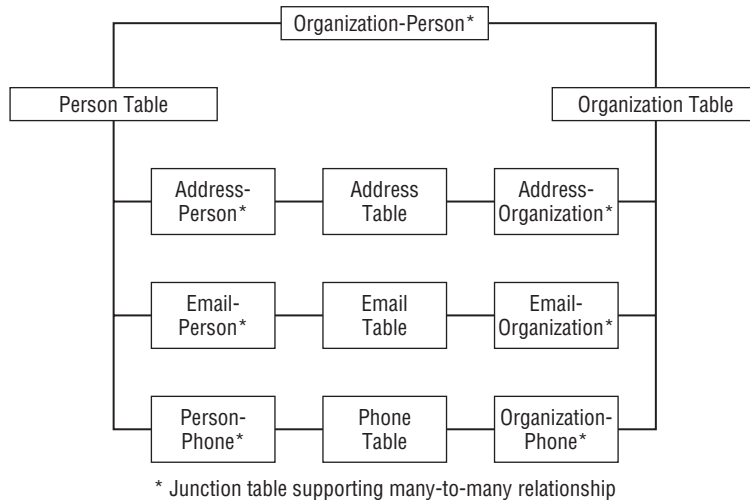 Organization-Person*
Person Table
Organization Table
Address-
Person*
Address
Table
Address-
Organization*
Email-
Person*
Email
Table
Email-
Organization*
Person-
Phone*
Phone
Table
Organization-
Phone*
* Junction table supporting many-to-many relationship